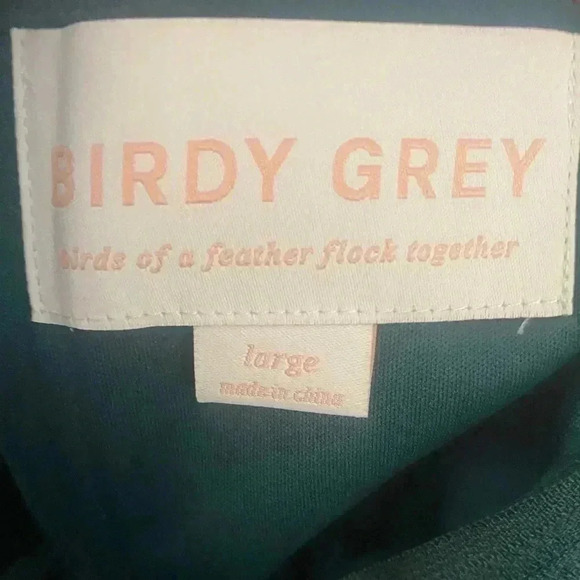 BIRDY GREY
birds of a feather flock together
large
made in china